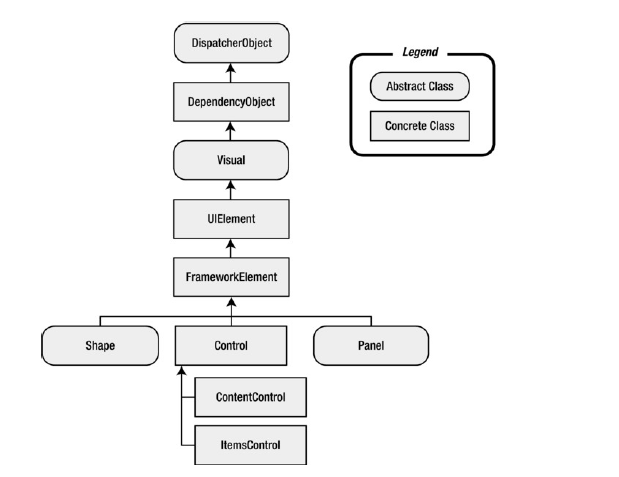 DispatcherObject
Legend
Abstract Class
DependencyObject
Concrete Class
Visual
UIElement
FrameworkElement
Shape
Control
Panel
ContentControl
ItemsControl